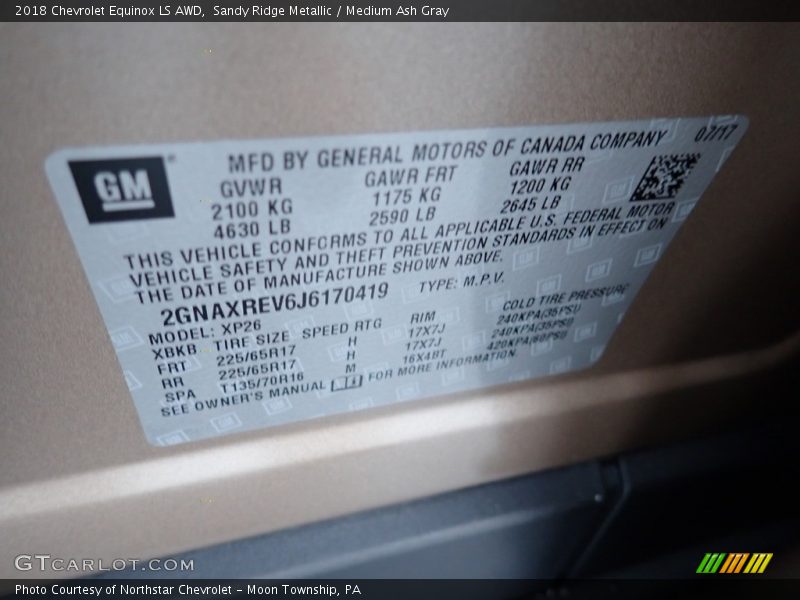 2018 Chevrolet Equinox LS AWD, Sandy Ridge Metallic / Medium Ash Gray
GM
MFD BY GENERAL MOTORS OF CANADA COMPANY 07/17
GVWR GAWR FRT GAWR RR
2100 KG 1175 KG 1200 KG
4630 LB 2590 LB 2645 LB
THIS VEHICLE CONFORMS TO ALL APPLICABLE U.S. FEDERAL MOTOR
VEHICLE SAFETY AND THEFT PREVENTION STANDARDS IN EFFECT ON
THE DATE OF MANUFACTURE SHOWN ABOVE.
2GNAXREV6J6170419 TYPE: M.P.V.
MODEL: XP26
XBKB TIRE SIZE SPEED RTG RIM COLD TIRE PRESSURE
FRT 225/65R17 H 17X7J 240KPA(35PSI)
RR 225/65R17 H 17X7J 240KPA(35PSI)
SPA T135/70R16 M 16X4BT 420KPA(60PSI)
SEE OWNER'S MANUAL FOR MORE INFORMATION
GTCARLOT.COM
Photo Courtesy of Northstar Chevrolet – Moon Township, PA